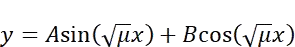 y = Asin(√μx) + Bcos(√μx)